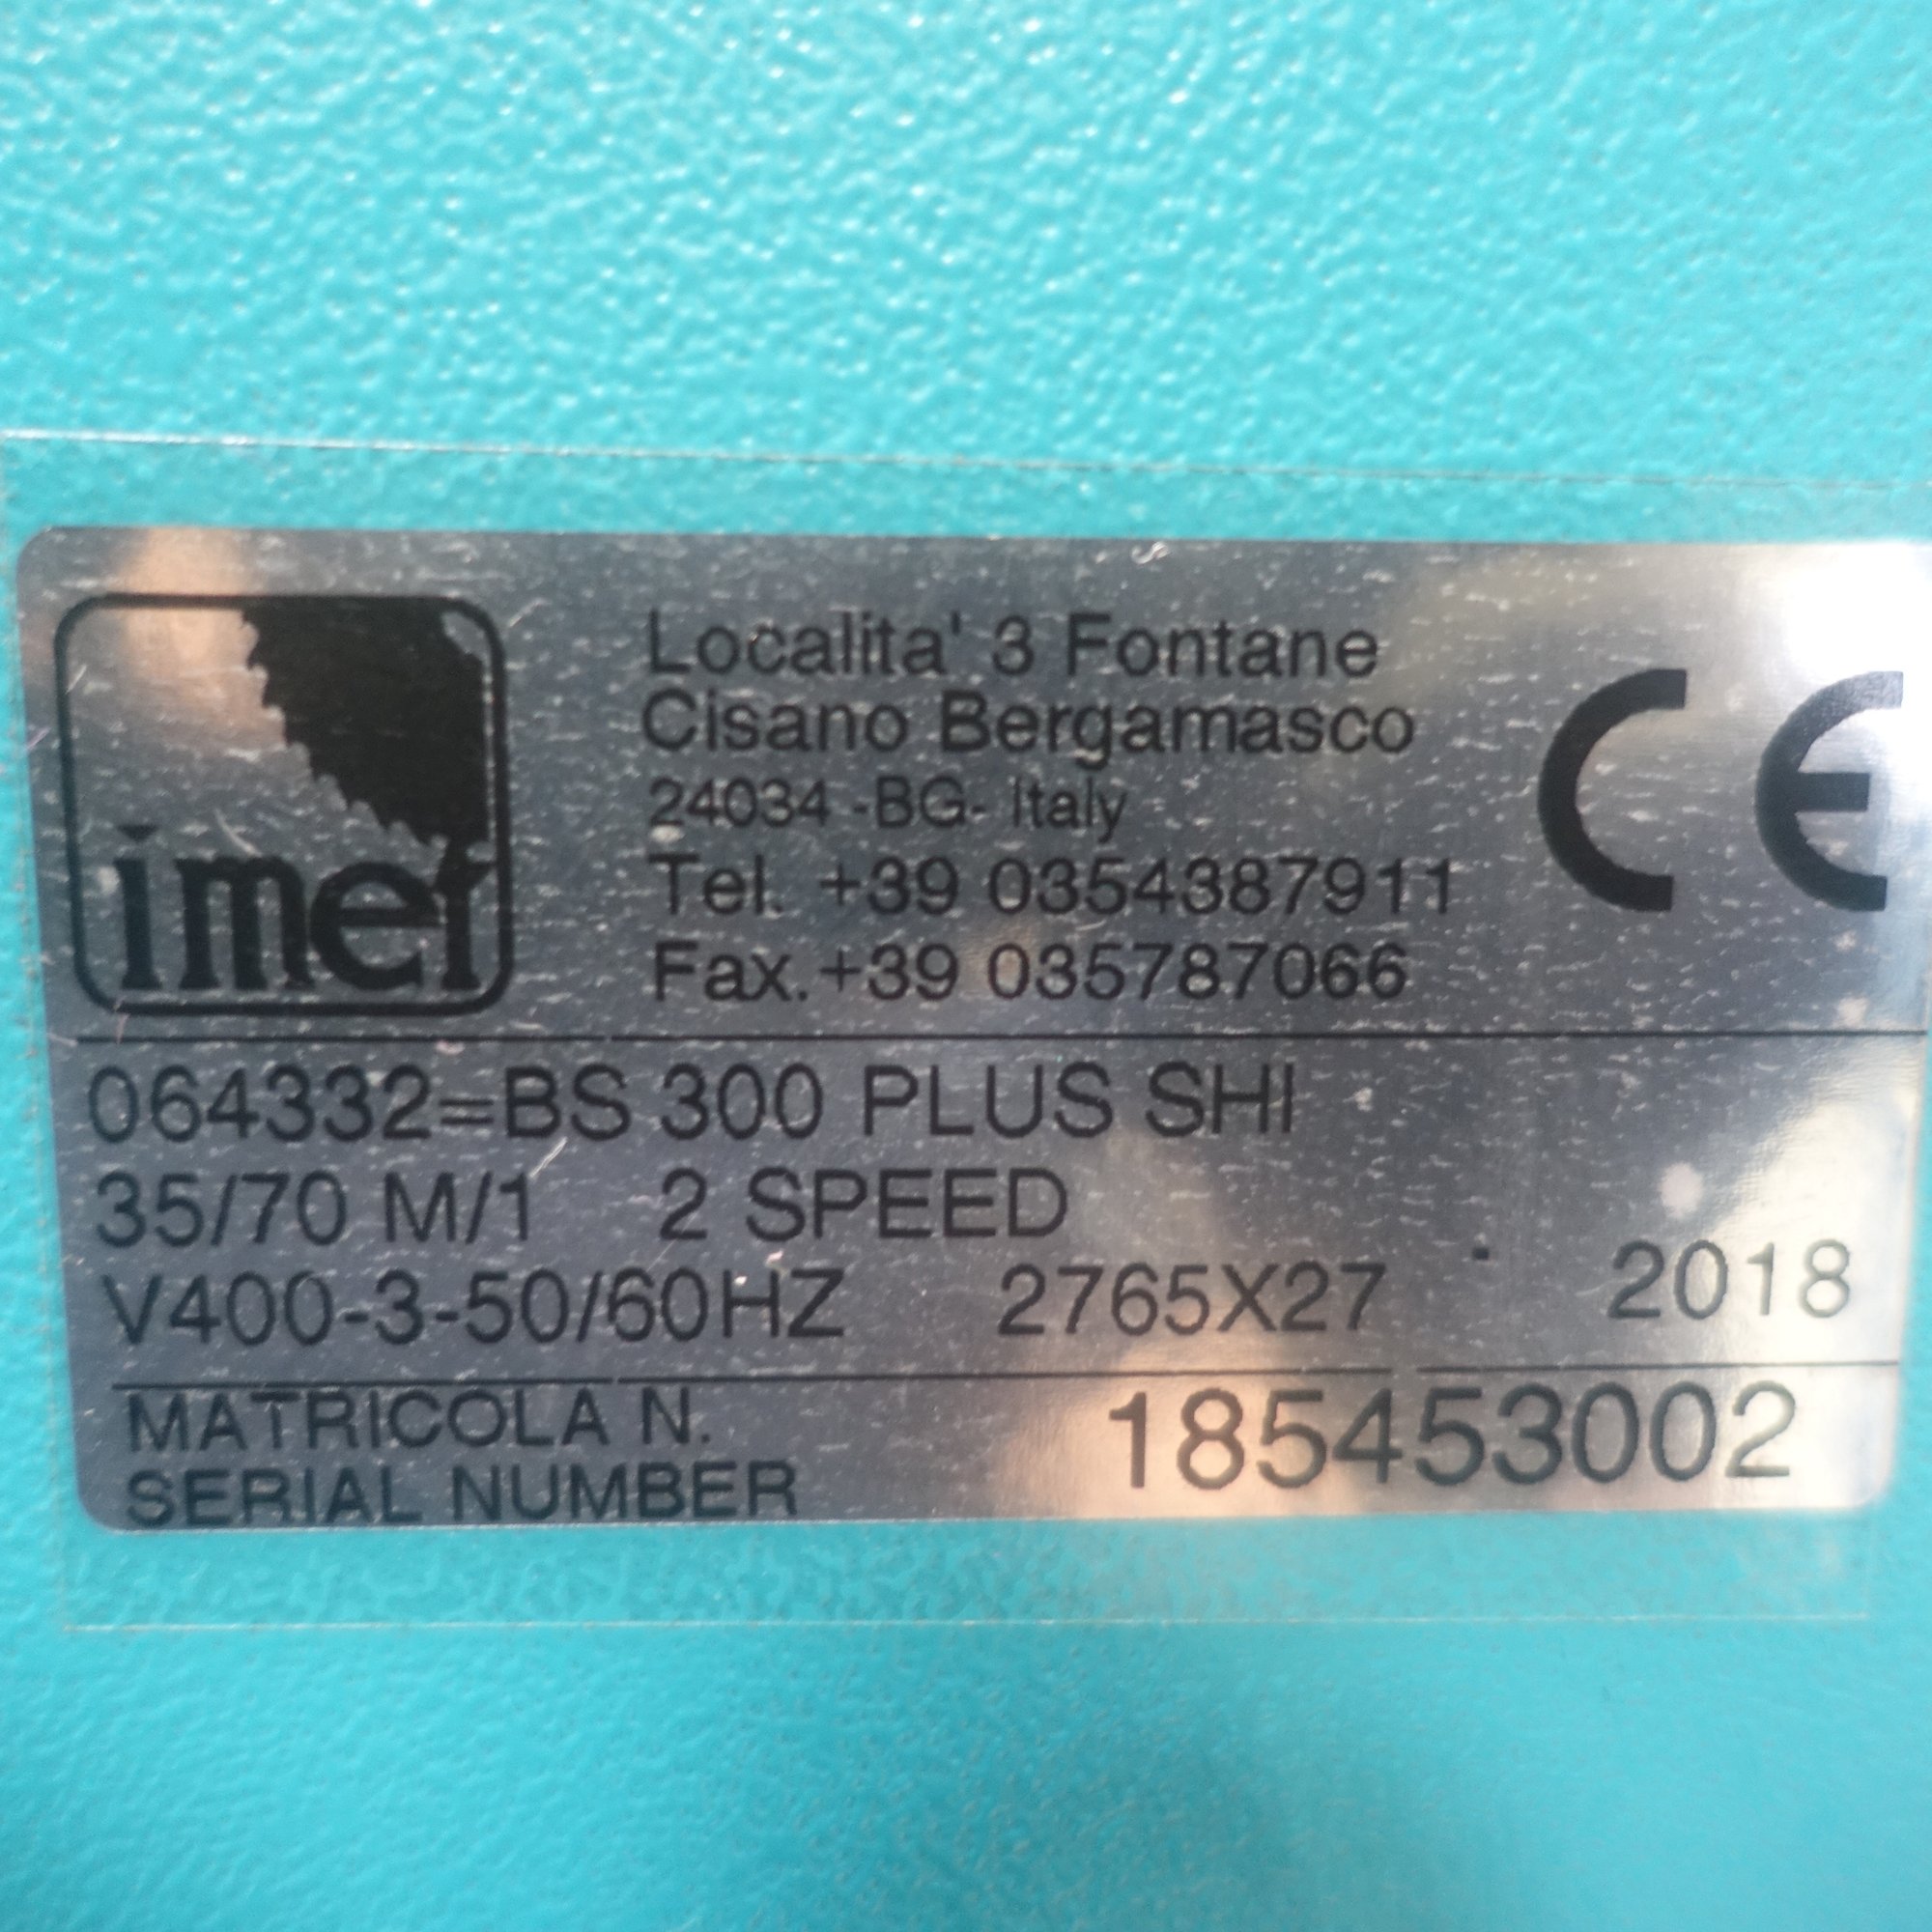 imet
Localita' 3 Fontane
Cisano Bergamasco
24034 -BG- Italy
Tel. +39 0354387911
Fax.+39 035787066
CE
064332=BS 300 PLUS SHI
35/70 M/1 2 SPEED
V400-3-50/60HZ 2765X27 2018
MATRICOLA N.
SERIAL NUMBER 185453002